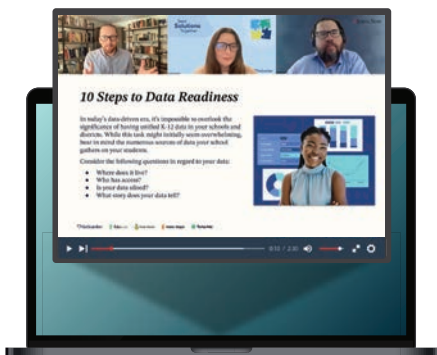 Solutions
Together
10 Steps to Data Readiness
In today's data-driven era, it's impossible to overlook the
significance of having unified K-12 data in your schools and
districts. While this task might initially seem overwhelming,
bear in mind the numerous sources of data your school
gathers on your students.
Consider the following questions in regard to your data:
• Where does it live?
• Who has access?
• Is your data siloed?
• What story does your data tell?